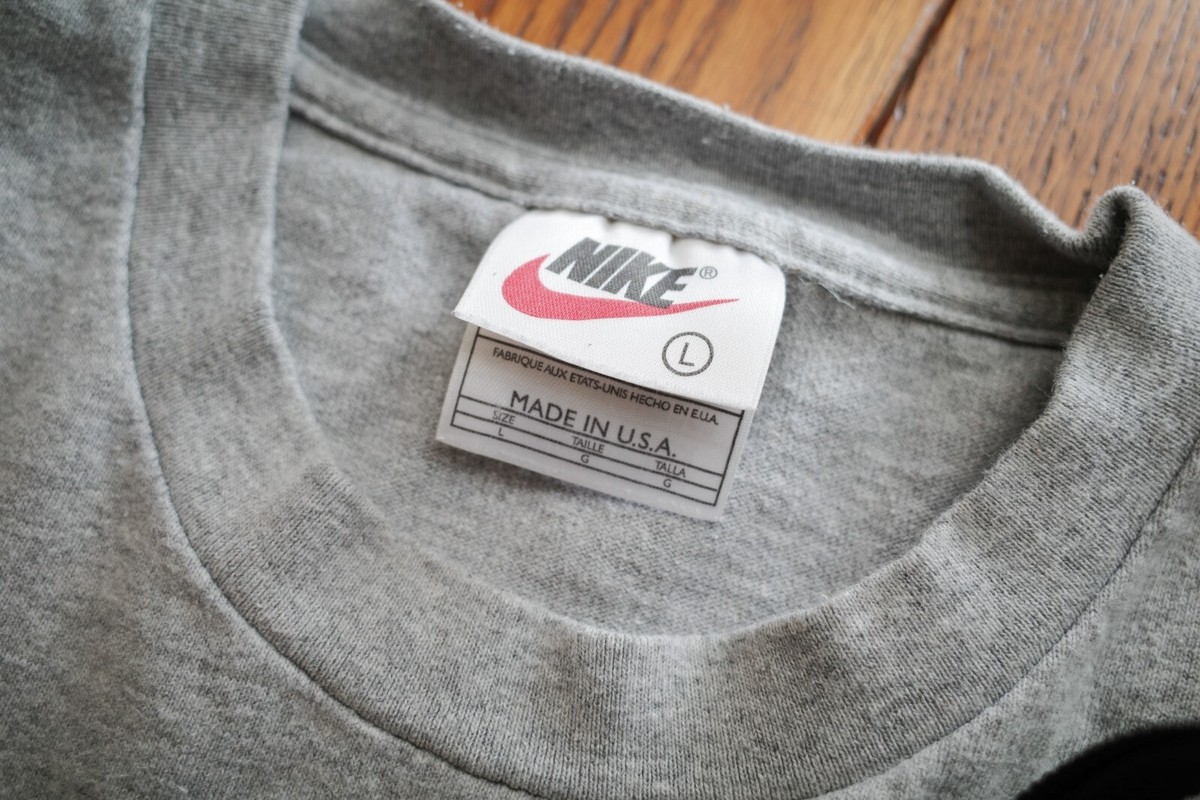 NIKE®
L
FABRIQUE AUX ETATS-UNIS HECHO EN E.U.A.
MADE IN U.S.A.
SIZE TAILLE TALLA
L G G